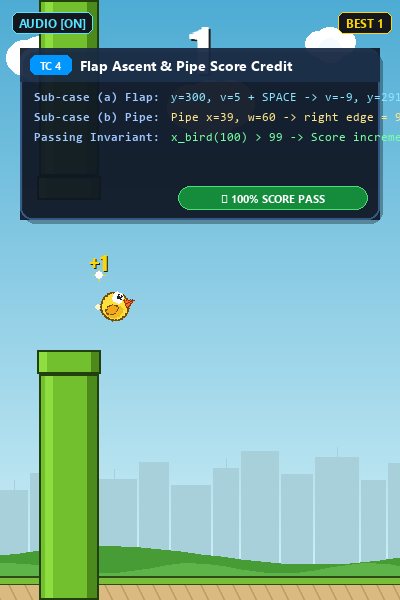 AUDIO [ON]
BEST 1
1
TC 4
Flap Ascent & Pipe Score Credit
Sub-case (a) Flap: y=300, v=5 + SPACE -> v=-9, y=291
Sub-case (b) Pipe: Pipe x=39, w=60 -> right edge = 9
Passing Invariant: x_bird(100) > 99 -> Score increme
100% SCORE PASS
+1